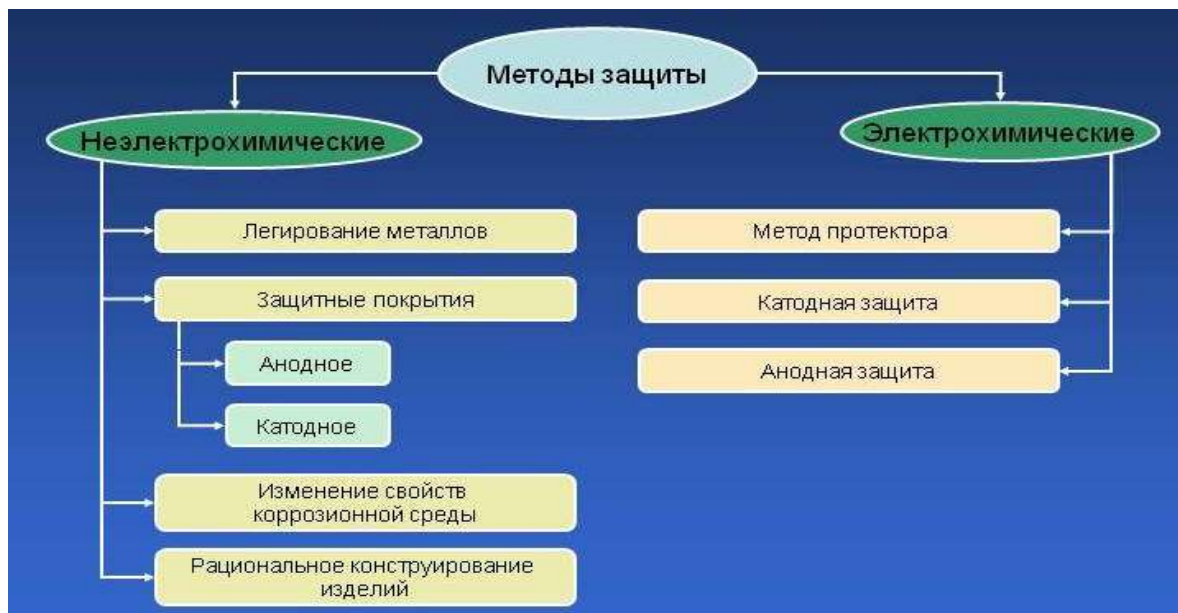 Методы защиты
Неэлектрохимические
Электрохимические
Легирование металлов
Защитные покрытия
Анодное
Катодное
Изменение свойств
коррозионной среды
Рациональное конструирование
изделий
Метод протектора
Катодная защита
Анодная защита